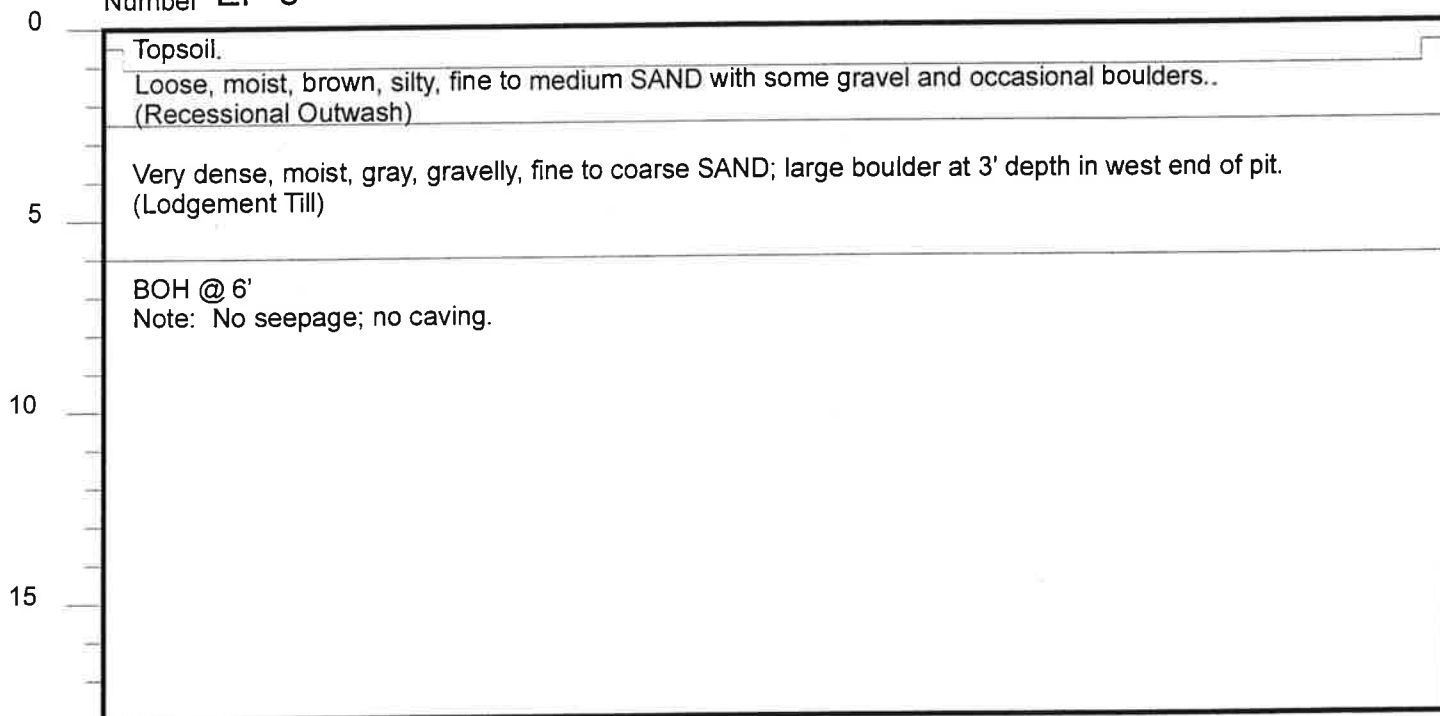 Number
0
Topsoil.
Loose, moist, brown, silty, fine to medium SAND with some gravel and occasional boulders..
(Recessional Outwash)
Very dense, moist, gray, gravelly, fine to coarse SAND; large boulder at 3' depth in west end of pit.
5
(Lodgement Till)
BOH @ 6'
Note: No seepage; no caving.
10
15